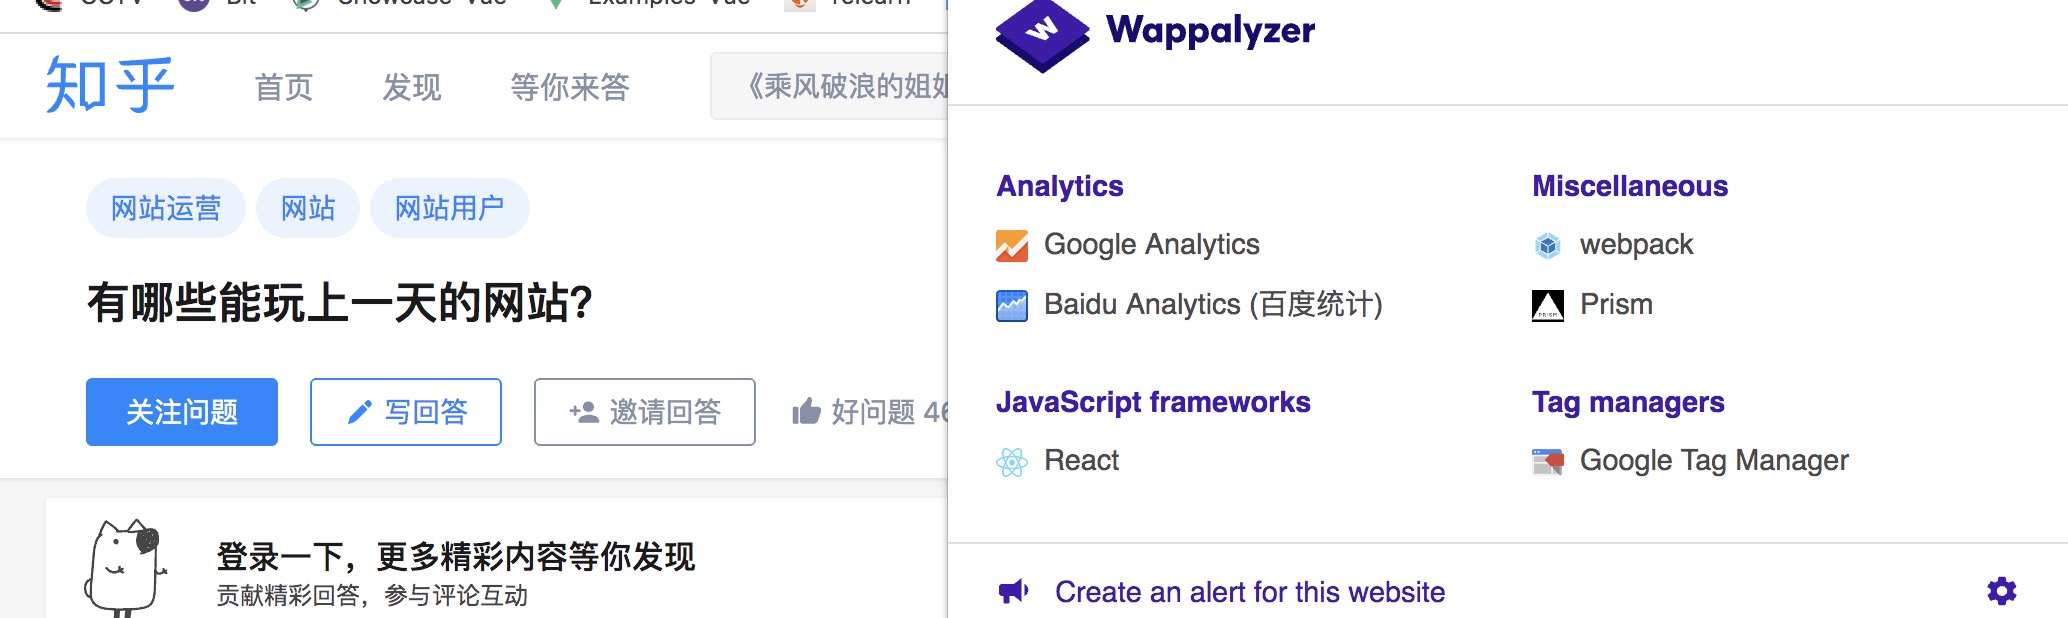 知乎
首页
发现
等你来答
《乘风破浪的姐
网站运营
网站
网站用户
有哪些能玩上一天的网站?
关注问题
写回答
邀请回答
好问题 46
登录一下，更多精彩内容等你发现
贡献精彩回答，参与评论互动
Wappalyzer
Analytics
Google Analytics
Baidu Analytics (百度统计)
JavaScript frameworks
React
Miscellaneous
webpack
Prism
Tag managers
Google Tag Manager
Create an alert for this website